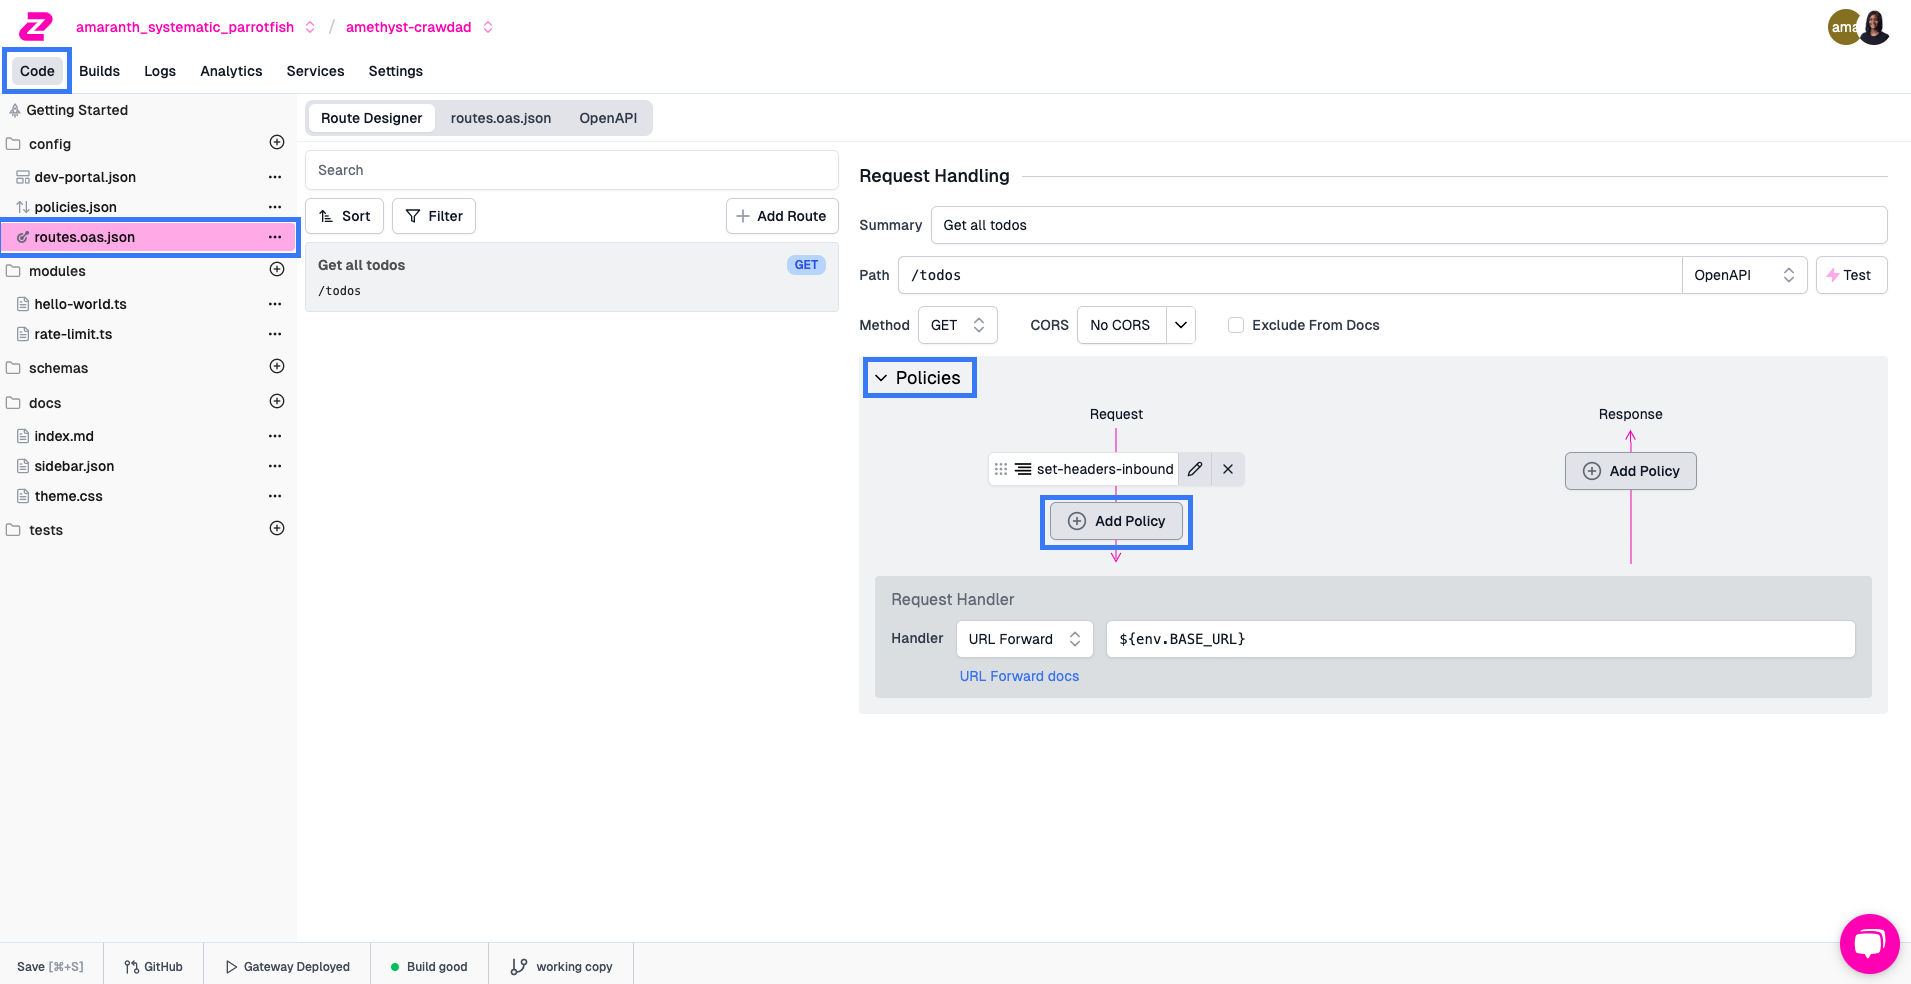 amaranth_systematic_parrotfish / amethyst-crawdad
ama
Code Builds Logs Analytics Services Settings
Getting Started
config
dev-portal.json
policies.json
routes.oas.json
modules
hello-world.ts
rate-limit.ts
schemas
docs
index.md
sidebar.json
theme.css
tests
Route Designer routes.oas.json OpenAPI
Search
Sort Filter Add Route
Get all todos GET
/todos
Request Handling
Summary Get all todos
Path /todos OpenAPI Test
Method GET CORS No CORS Exclude From Docs
Policies
Request Response
set-headers-inbound Add Policy
Add Policy
Request Handler
Handler URL Forward ${env.BASE_URL}
URL Forward docs
Save [⌘+S] GitHub Gateway Deployed Build good working copy